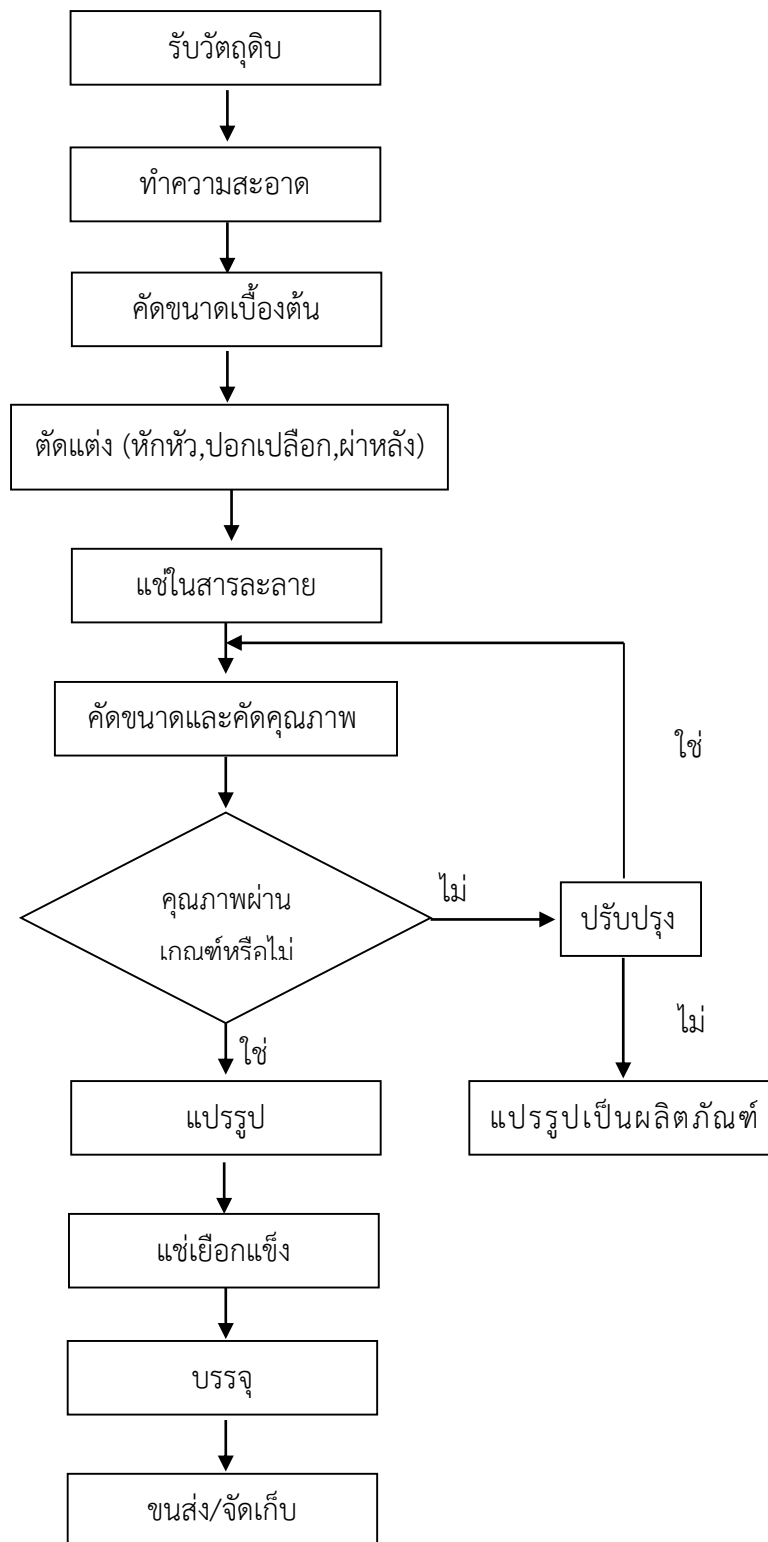 รับวัตถุดิบ
ทำความสะอาด
คัดขนาดเบื้องต้น
ตัดแต่ง (หักหัว,ปอกเปลือก,ผ่าหลัง)
แช่ในสารละลาย
คัดขนาดและคัดคุณภาพ
ใช่
คุณภาพผ่าน
เกณฑ์หรือไม่
ไม่
ปรับปรุง
ไม่
ใช่
แปรรูป
แปรรูปเป็นผลิตภัณฑ์
แช่เยือกแข็ง
บรรจุ
ขนส่ง/จัดเก็บ